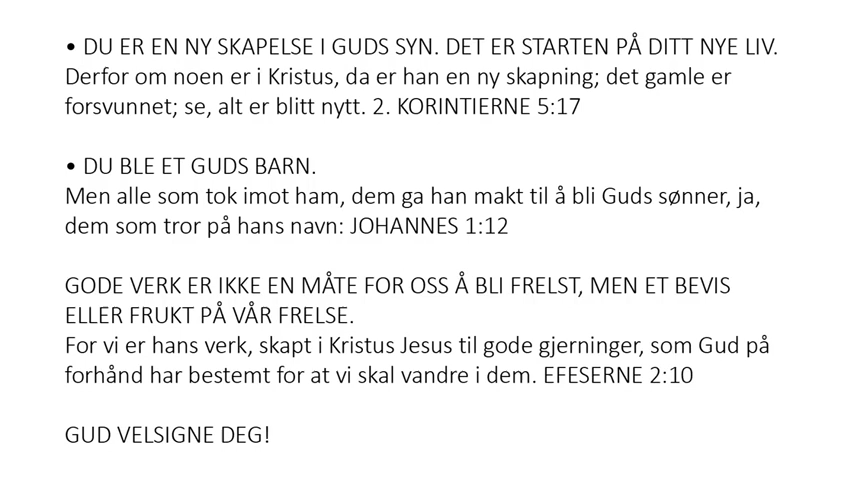 • DU ER EN NY SKAPELSE I GUDS SYN. DET ER STARTEN PÅ DITT NYE LIV.
Derfor om noen er i Kristus, da er han en ny skapning; det gamle er
forsvunnet; se, alt er blitt nytt. 2. KORINTIERNE 5:17
• DU BLE ET GUDS BARN.
Men alle som tok imot ham, dem ga han makt til å bli Guds sønner, ja,
dem som tror på hans navn: JOHANNES 1:12
GODE VERK ER IKKE EN MÅTE FOR OSS Å BLI FRELST, MEN ET BEVIS
ELLER FRUKT PÅ VÅR FRELSE.
For vi er hans verk, skapt i Kristus Jesus til gode gjerninger, som Gud på
forhånd har bestemt for at vi skal vandre i dem. EFESERNE 2:10
GUD VELSIGNE DEG!